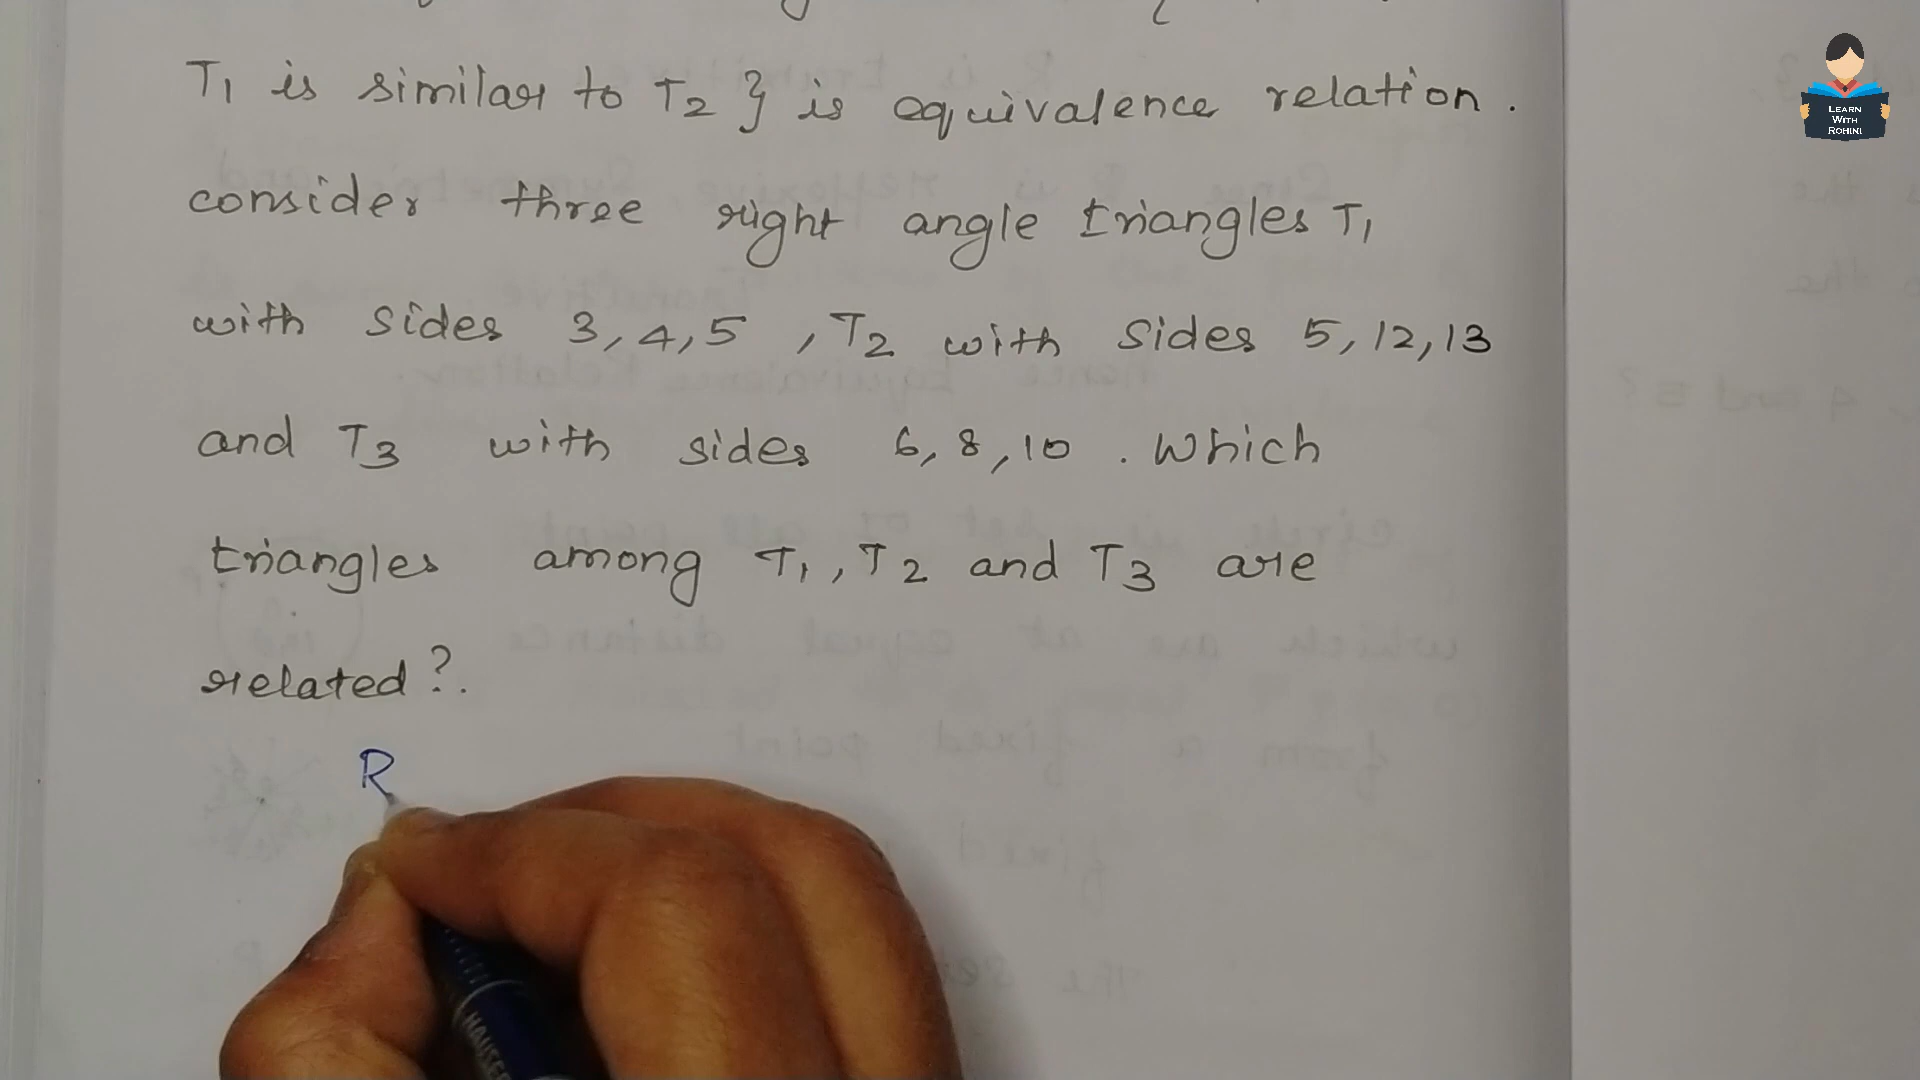 T1 is similar to T2 } is equivalence relation.
consider three right angle triangles T1
with sides 3,4,5 , T2 with sides 5,12,13
and T3 with sides 6,8,10 . Which
triangles among T1, T2 and T3 are
related ?.
R
LEARN
WITH
ROHINI
HAUSER